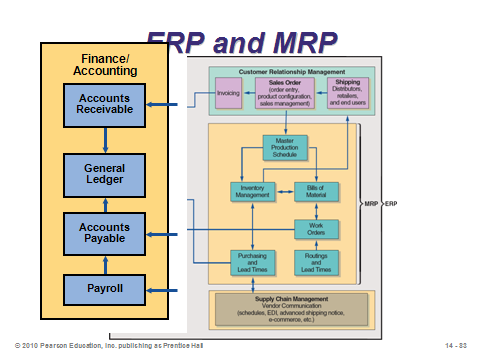 ERP and MRP
Finance/
Accounting
Accounts
Receivable
General
Ledger
Accounts
Payable
Payroll
Customer Relationship Management
Invoicing
Sales Order
(order entry,
product configuration,
sales management)
Shipping
Distributors,
retailers,
and end users
Master
Production
Schedule
Inventory
Management
Bills of
Material
MRP
ERP
Work
Orders
Purchasing
and
Lead Times
Routings
and
Lead Times
Supply Chain Management
Vendor Communication
(schedules, EDI, advanced shipping notice,
e-commerce, etc.)
© 2010 Pearson Education, Inc. publishing as Prentice Hall
14 - 83